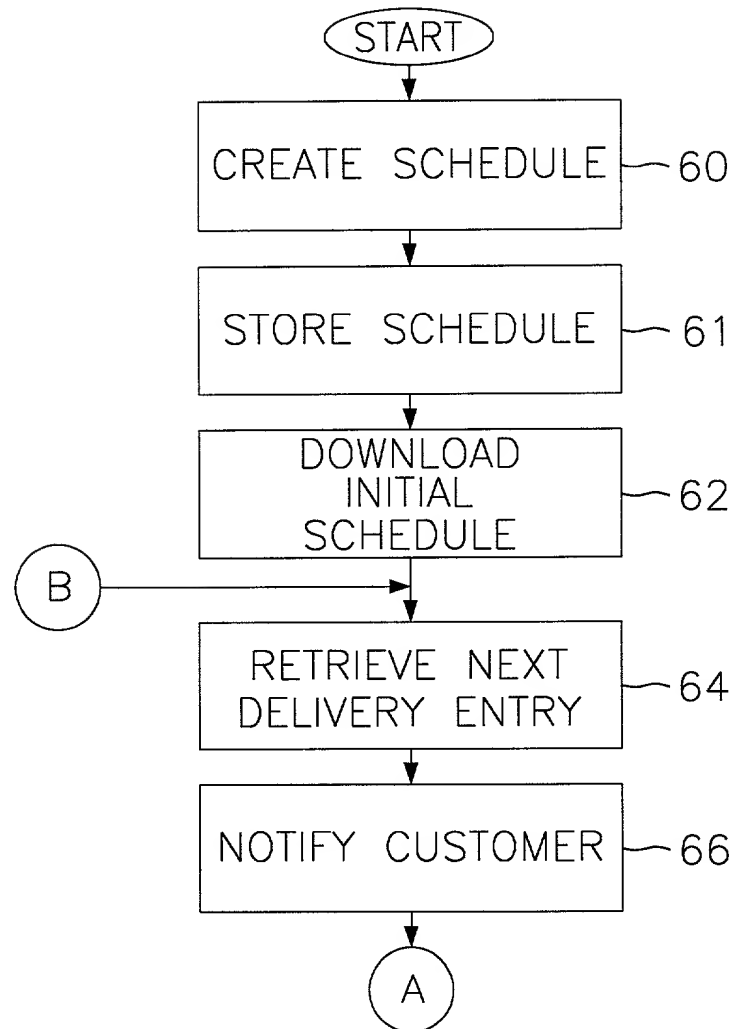 START
CREATE SCHEDULE
60
STORE SCHEDULE
61
DOWNLOAD
INITIAL
SCHEDULE
62
B
RETRIEVE NEXT
DELIVERY ENTRY
64
NOTIFY CUSTOMER
66
A